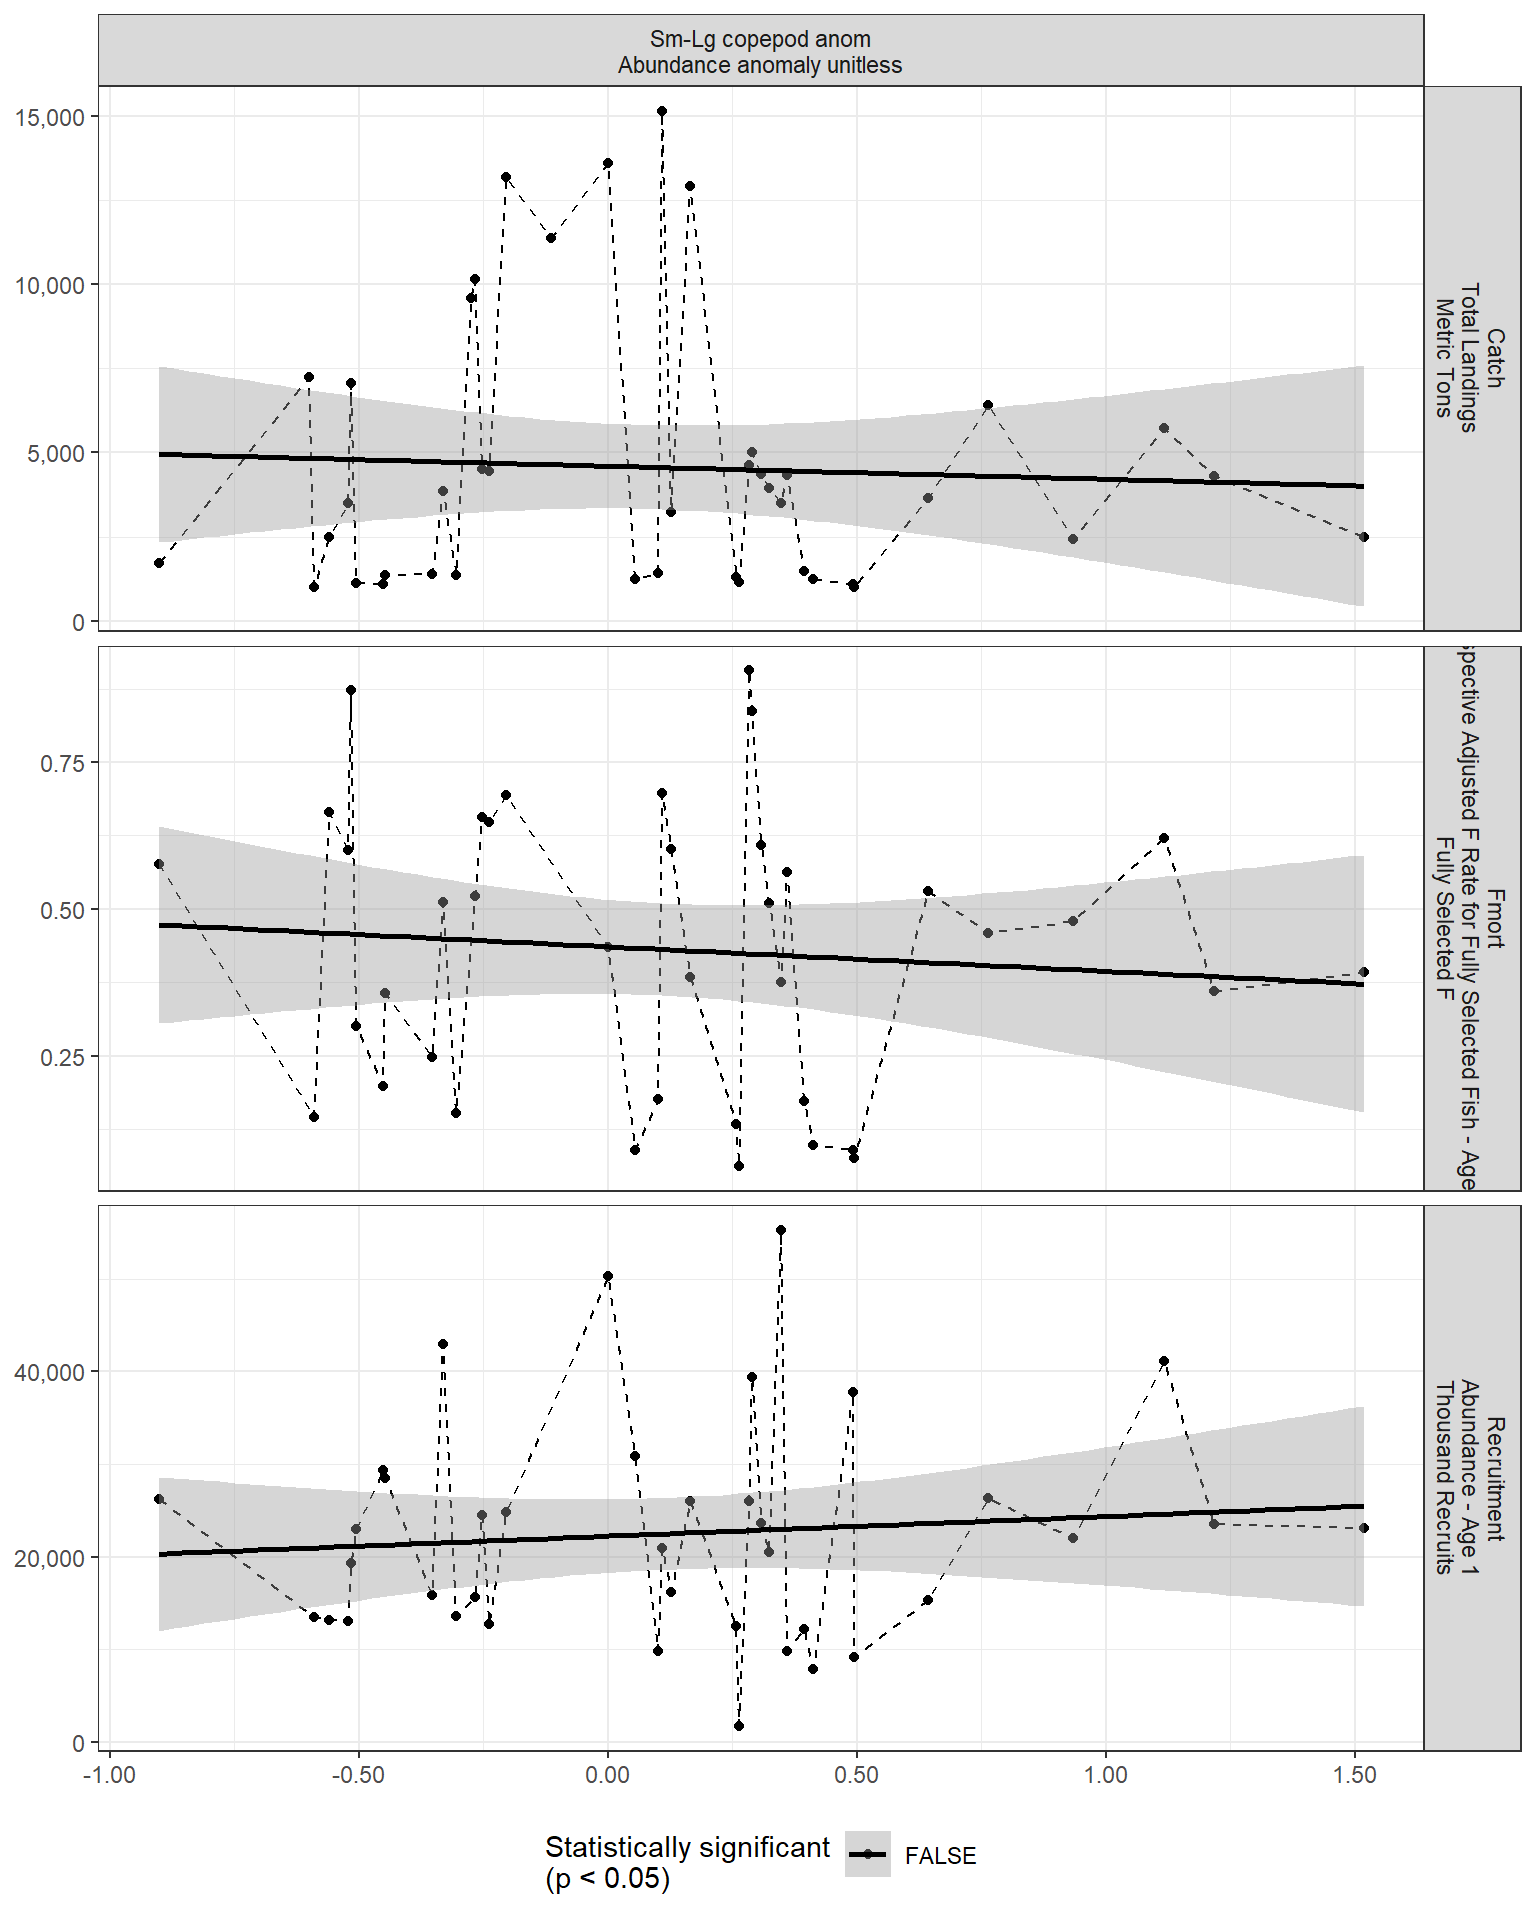 Sm-Lg copepod anom
Abundance anomaly unitless
15,000
10,000
5,000
0
Catch
Total Landings
Metric Tons
0.75
0.50
0.25
Fmort
spective Adjusted F Rate for Fully Selected Fish - Age
Fully Selected F
40,000
20,000
0
Recruitment
Abundance - Age 1
Thousand Recruits
-1.00 -0.50 0.00 0.50 1.00 1.50
Statistically significant
(p < 0.05)
FALSE